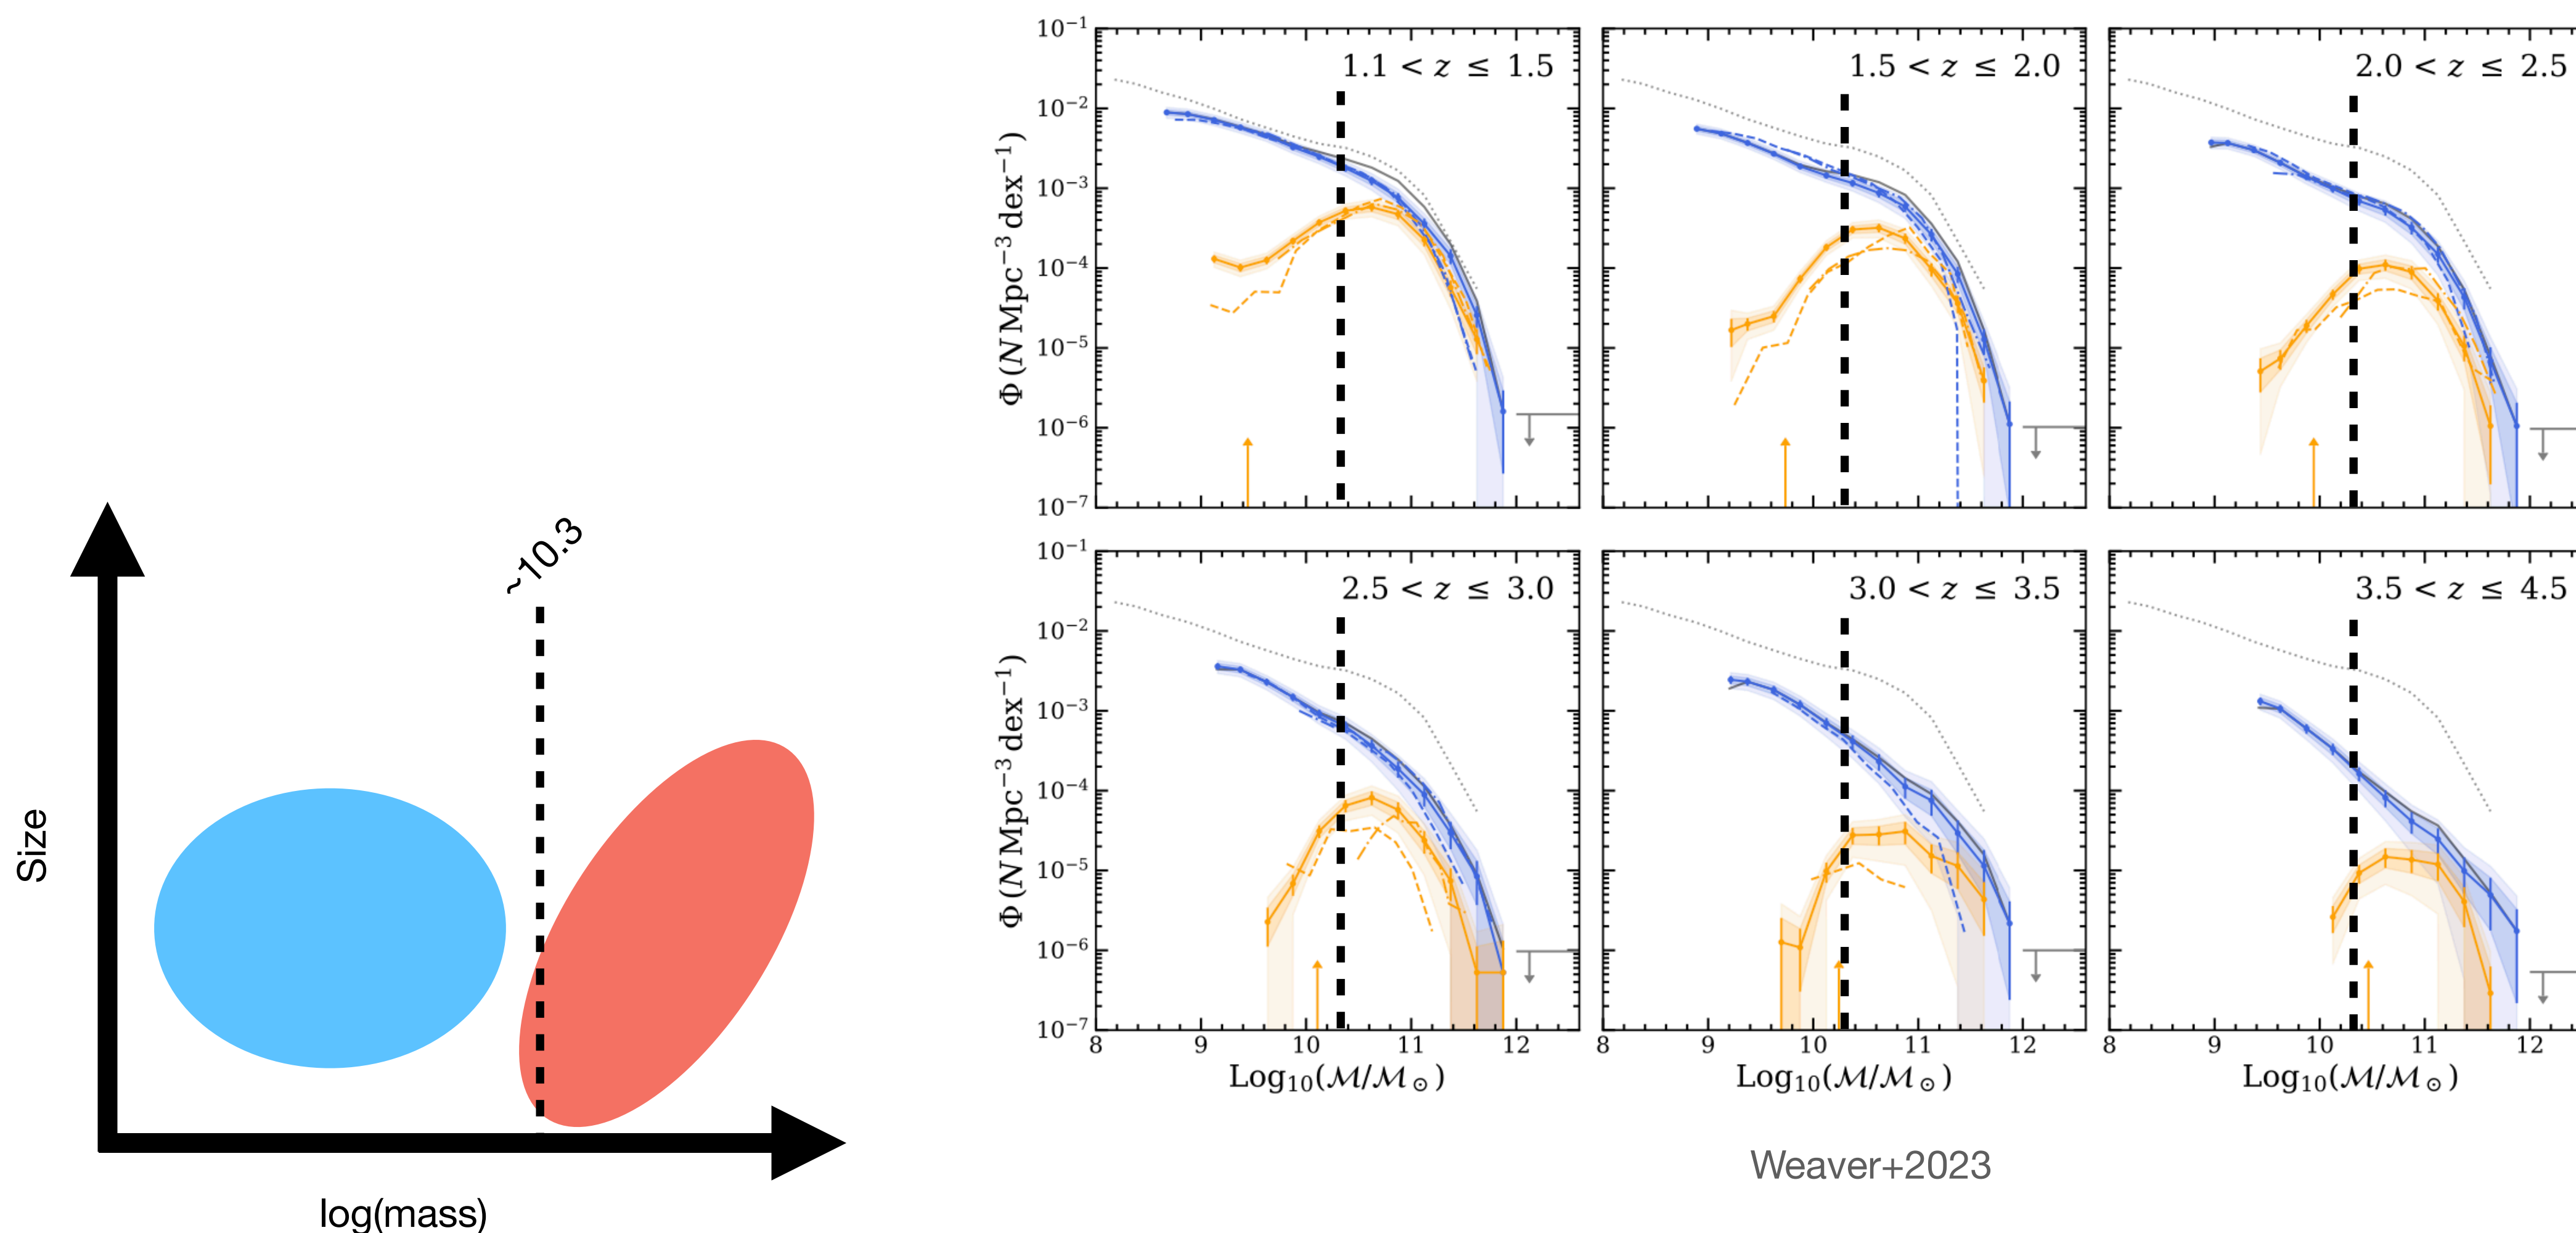 ~10.3
Size
log(mass)
10⁻¹
10⁻²
10⁻³
10⁻⁴
10⁻⁵
10⁻⁶
10⁻⁷
Φ (N Mpc⁻³ dex⁻¹)
1.1 < z ≤ 1.5
1.5 < z ≤ 2.0
2.0 < z ≤ 2.5
10⁻¹
10⁻²
10⁻³
10⁻⁴
10⁻⁵
10⁻⁶
10⁻⁷
Φ (N Mpc⁻³ dex⁻¹)
2.5 < z ≤ 3.0
3.0 < z ≤ 3.5
3.5 < z ≤ 4.5
8 9 10 11 12
8 9 10 11 12
8 9 10 11 12
Log₁₀(ℳ/ℳ⊙)
Log₁₀(ℳ/ℳ⊙)
Log₁₀(ℳ/ℳ⊙)
Weaver+2023